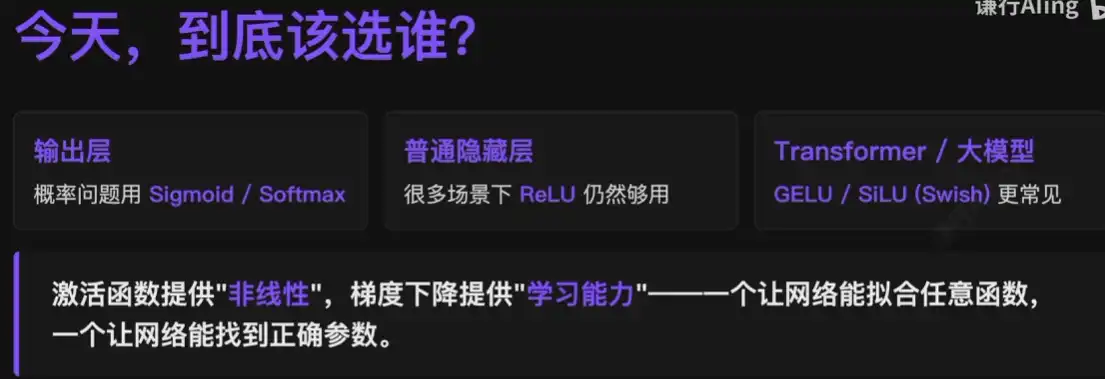 谦行AIing
今天，到底该选谁？
输出层
概率问题用 Sigmoid / Softmax
普通隐藏层
很多场景下 ReLU 仍然够用
Transformer / 大模型
GELU / SiLU (Swish) 更常见
激活函数提供"非线性"，梯度下降提供"学习能力"———一个让网络能拟合任意函数，
一个让网络能找到正确参数。